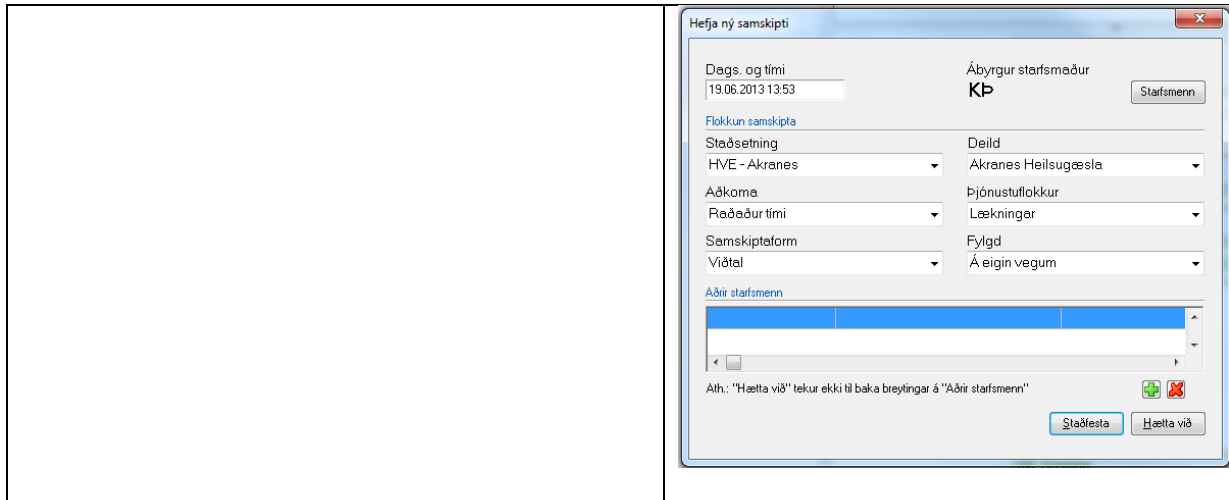 Hefja ný samskipti
Dags. og tími
Ábyrgur starfsmaður
19.06.2013 13:53
KÞ
Starfsmenn
Flokkun samskipta
Staðsetning
Deild
HVE - Akranes
Akranes Heilsugæsla
Aðkoma
Þjónustuflokkur
Raðaður tími
Lækningar
Samskiptaform
Fylgd
Viðtal
Á eigin vegum
Aðrir starfsmenn
Ath.: "Hætta við" tekur ekki til baka breytingar á "Aðrir starfsmenn"
Staðfesta
Hætta við